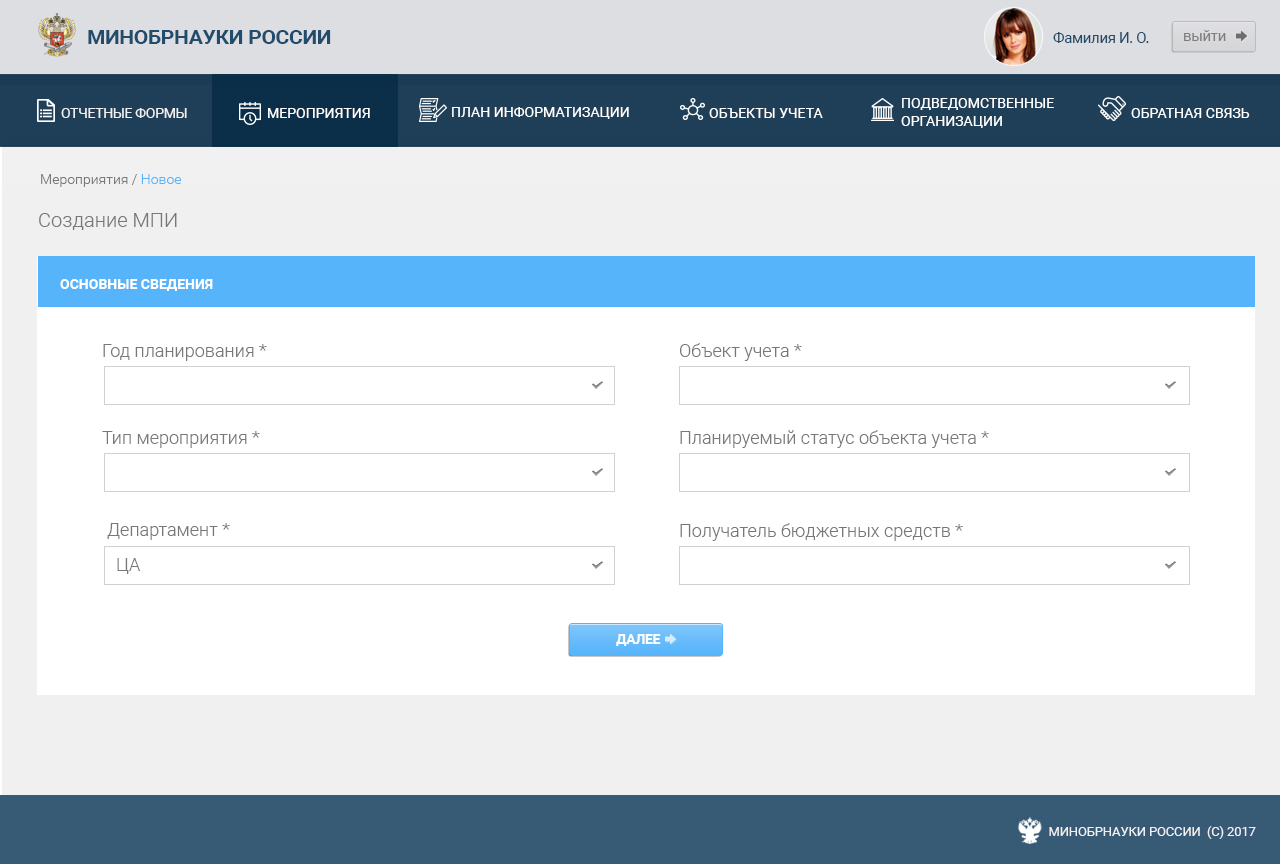 МИНОБРНАУКИ РОССИИ
Фамилия И. О.
ВЫЙТИ
ОТЧЕТНЫЕ ФОРМЫ
МЕРОПРИЯТИЯ
ПЛАН ИНФОРМАТИЗАЦИИ
ОБЪЕКТЫ УЧЕТА
ПОДВЕДОМСТВЕННЫЕ
ОРГАНИЗАЦИИ
ОБРАТНАЯ СВЯЗЬ
Мероприятия / Новое
Создание МПИ
ОСНОВНЫЕ СВЕДЕНИЯ
Год планирования *
Объект учета *
Тип мероприятия *
Планируемый статус объекта учета *
Департамент *
Получатель бюджетных средств *
ЦА
ДАЛЕЕ
МИНОБРНАУКИ РОССИИ (С) 2017